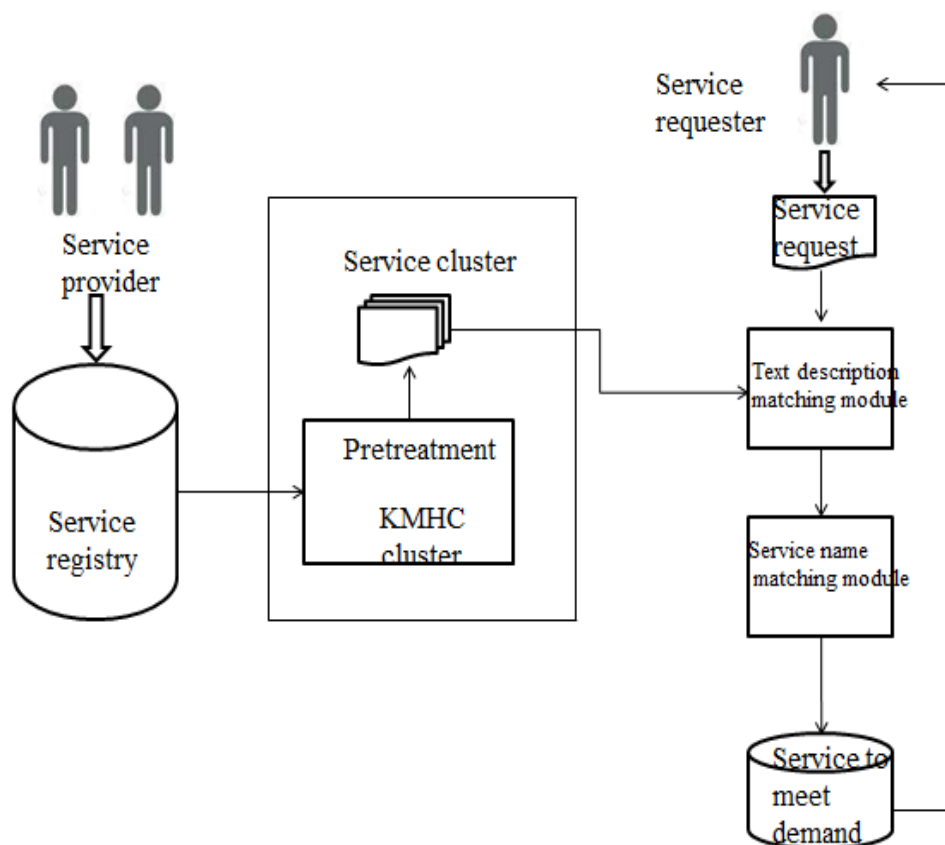 Service
provider
Service
registry
Service cluster
Pretreatment
KMHC
cluster
Service
requester
Service
request
Text description
matching module
Service name
matching module
Service to
meet
demand